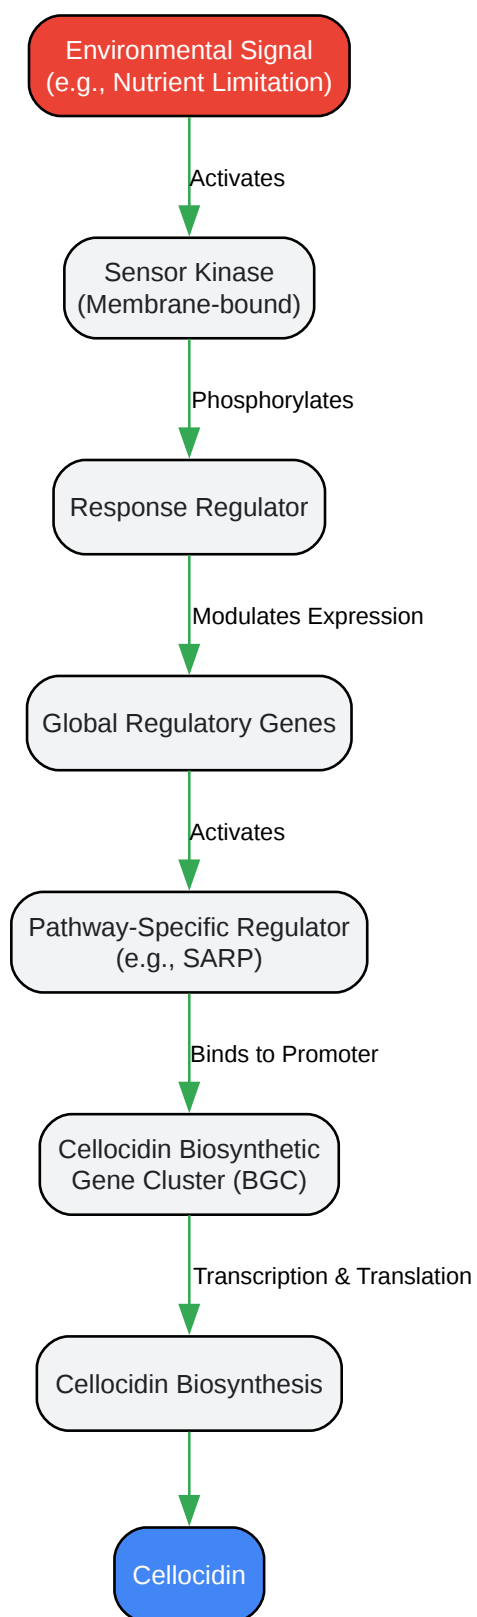 Environmental Signal
(e.g., Nutrient Limitation)
Activates
Sensor Kinase
(Membrane-bound)
Phosphorylates
Response Regulator
Modulates Expression
Global Regulatory Genes
Activates
Pathway-Specific Regulator
(e.g., SARP)
Binds to Promoter
Cellocidin Biosynthetic
Gene Cluster (BGC)
Transcription & Translation
Cellocidin Biosynthesis
Cellocidin